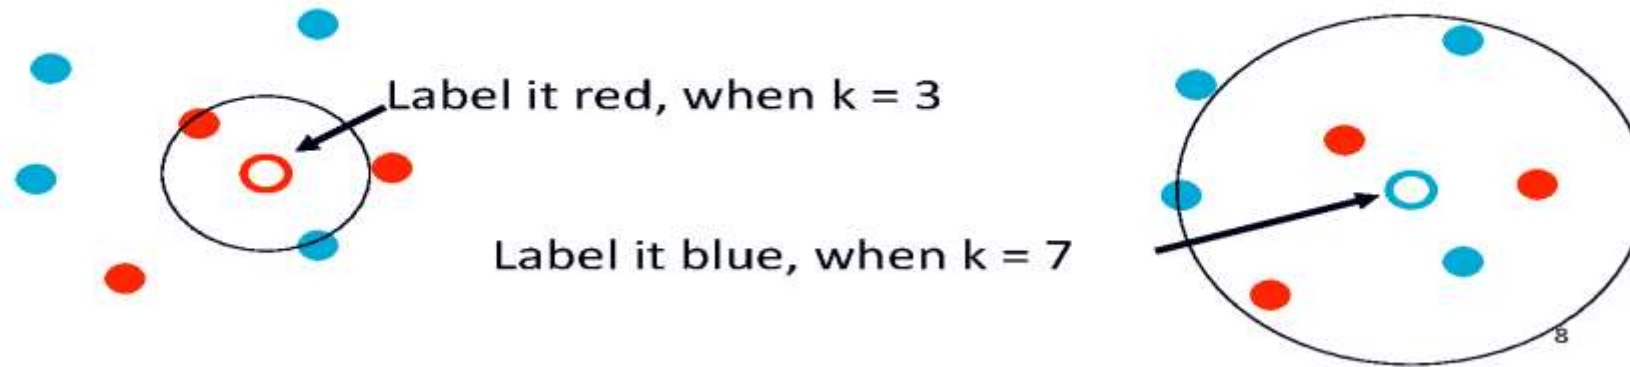 Label it red, when k = 3
Label it blue, when k = 7
8